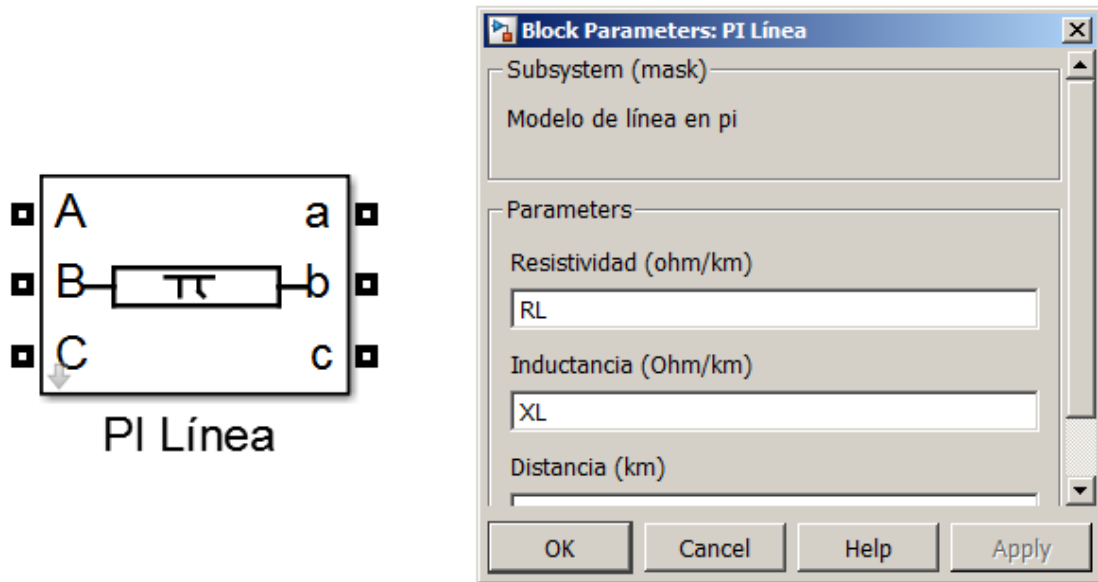 A a
B π b
C c
PI Línea
Block Parameters: PI Línea
Subsystem (mask)
Modelo de línea en pi
Parameters
Resistividad (ohm/km)
RL
Inductancia (Ohm/km)
XL
Distancia (km)
OK Cancel Help Apply